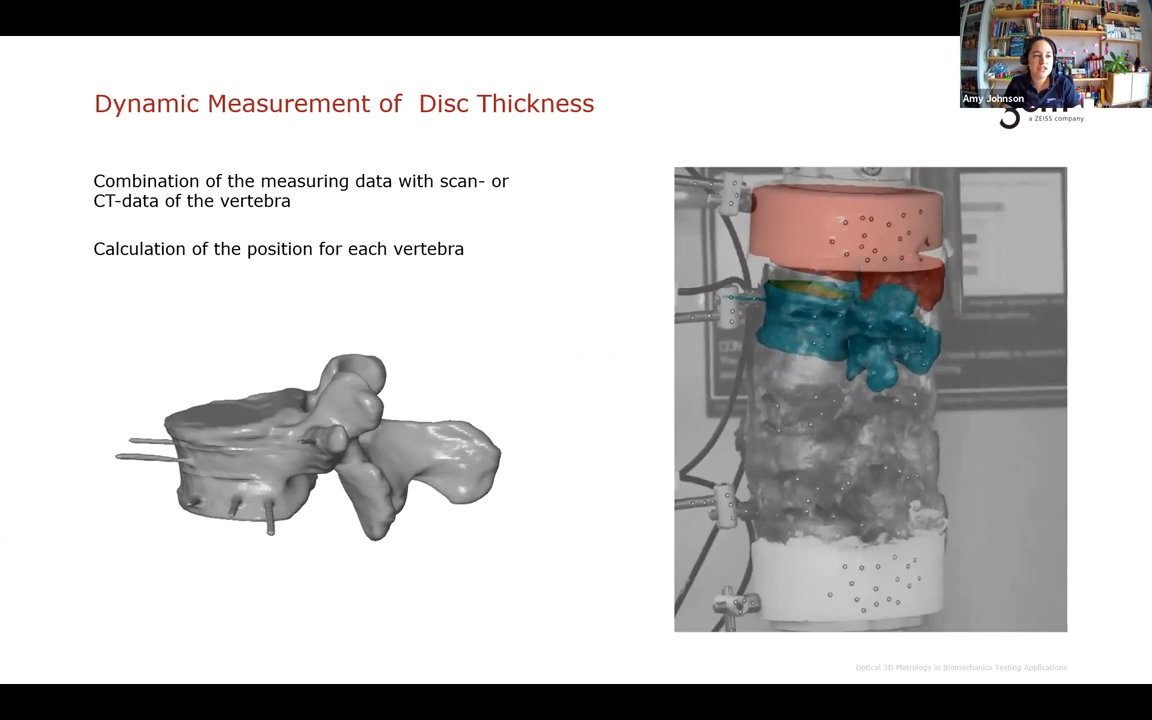 Dynamic Measurement of  Disc Thickness
Amy Johnson
a ZEISS company
Combination of the measuring data with scan- or
CT-data of the vertebra
Calculation of the position for each vertebra
Optical 3D Metrology in Biomechanics Testing Applications